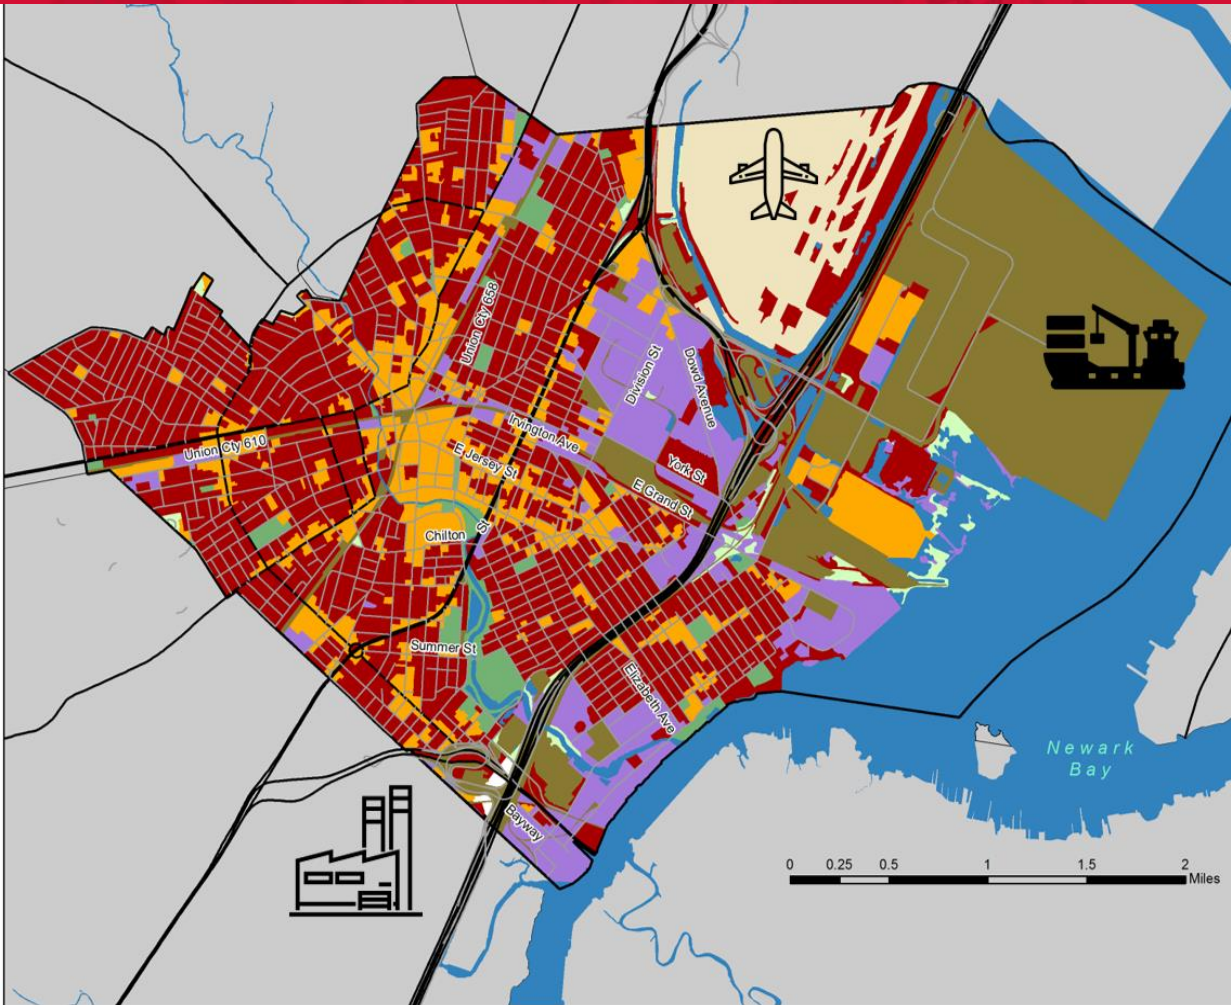 Union Cty 658
Division St
Dowd Avenue
Irvington Ave
Union Cty 610
E Jersey St
York St
E Grand St
Chilton
St
Summer St
Elizabeth Ave
Newark
Bay
Bayway
0 0.25 0.5 1 1.5 2
Miles